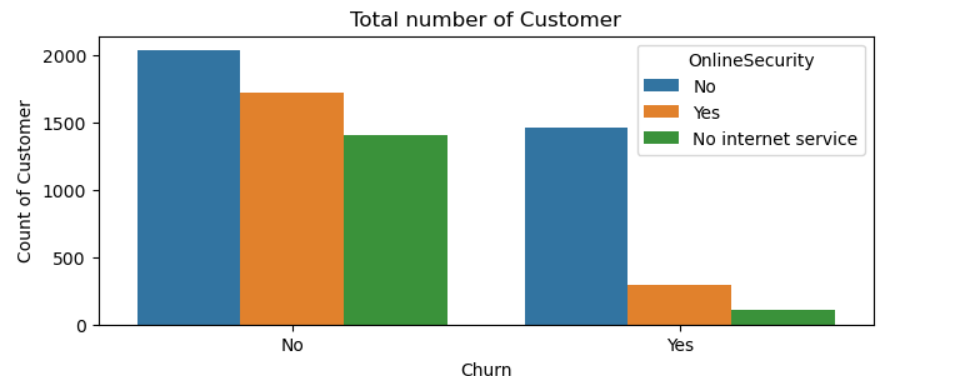 Total number of Customer
Count of Customer
2000
1500
1000
500
0
OnlineSecurity
No
Yes
No internet service
No
Yes
Churn